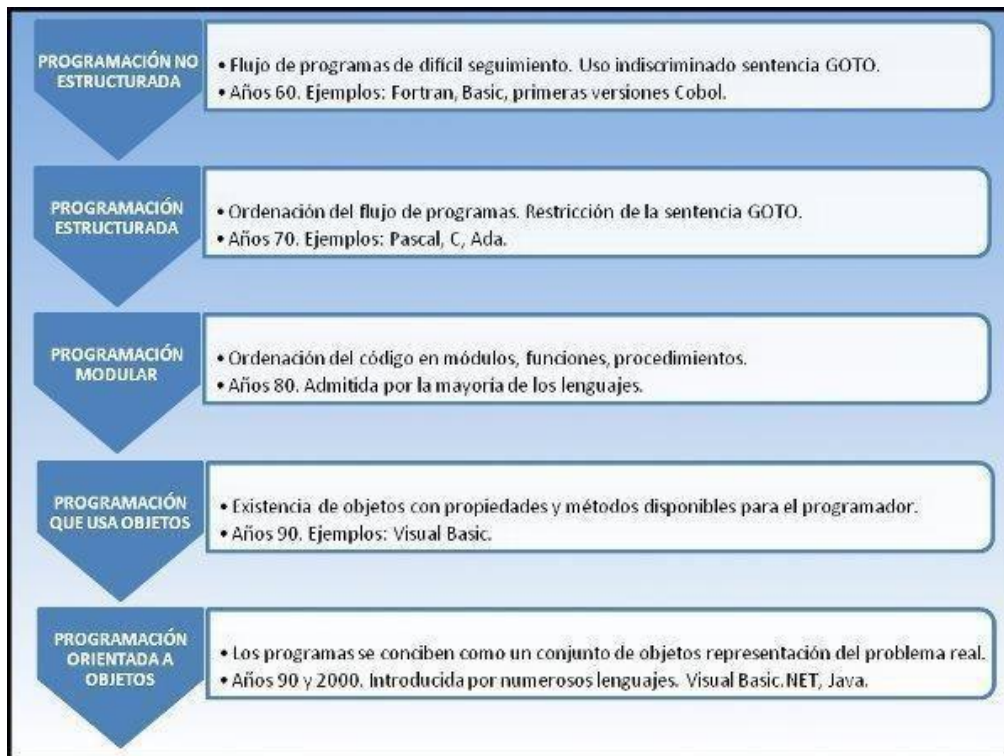 PROGRAMACIÓN NO
ESTRUCTURADA
• Flujo de programas de difícil seguimiento. Uso indiscriminado sentencia GOTO.
• Años 60. Ejemplos: Fortran, Basic, primeras versiones Cobol.
PROGRAMACIÓN
ESTRUCTURADA
• Ordenación del flujo de programas. Restricción de la sentencia GOTO.
• Años 70. Ejemplos: Pascal, C, Ada.
PROGRAMACIÓN
MODULAR
• Ordenación del código en módulos, funciones, procedimientos.
• Años 80. Admitida por la mayoría de los lenguajes.
PROGRAMACIÓN
QUE USA OBJETOS
• Existencia de objetos con propiedades y métodos disponibles para el programador.
• Años 90. Ejemplos: Visual Basic.
PROGRAMACIÓN
ORIENTADA A
OBJETOS
• Los programas se conciben como un conjunto de objetos representación del problema real.
• Años 90 y 2000. Introducida por numerosos lenguajes. Visual Basic.NET, Java.